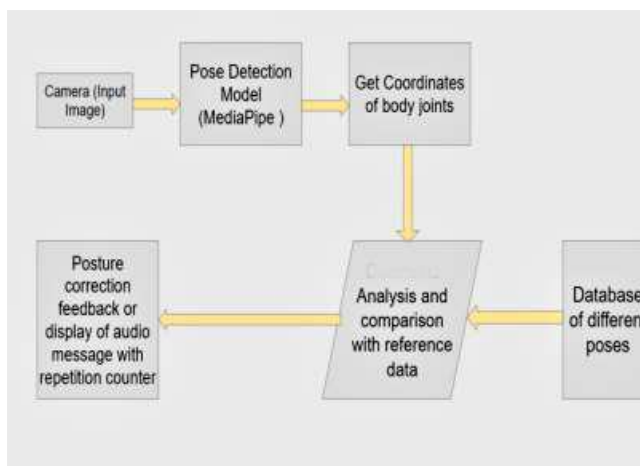 Camera (Input
Image)
Pose Detection
Model
(MediaPipe )
Get Coordinates
of body joints
Posture
correction
feedback or
display of audio
message with
repetition counter
Analysis and
comparison
with reference
data
Database
of differen
poses